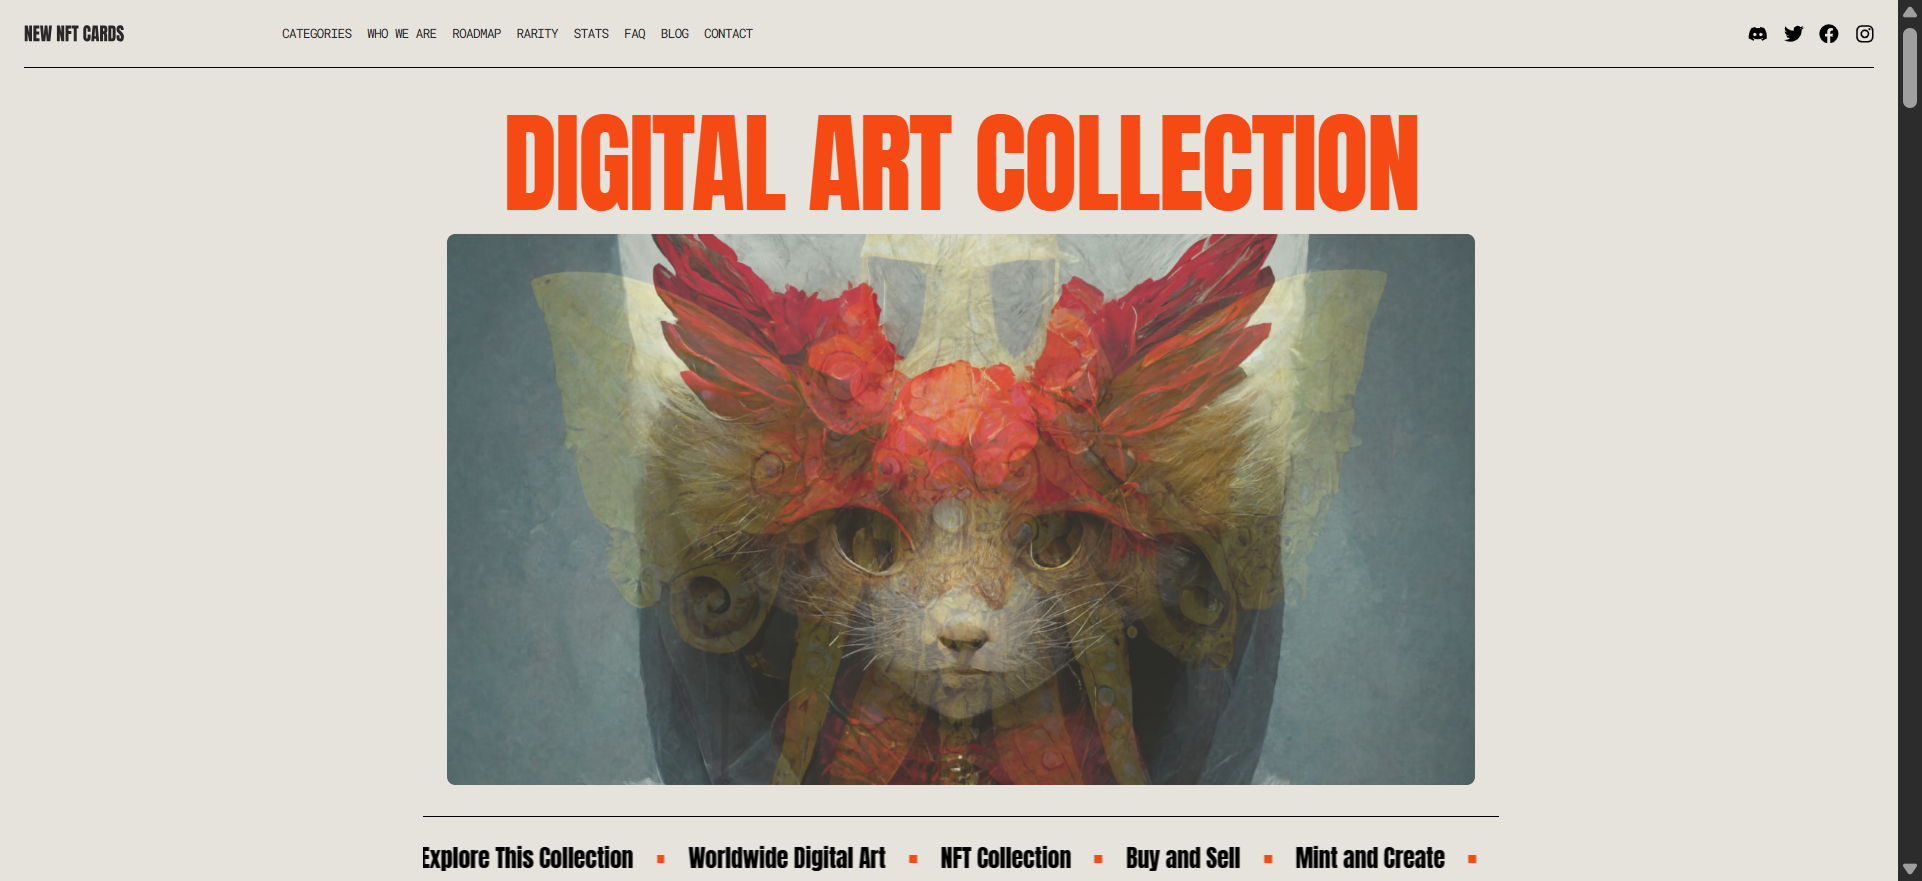 NEW NFT CARDS
CATEGORIES WHO WE ARE ROADMAP RARITY STATS FAQ BLOG CONTACT
DIGITAL ART COLLECTION
Explore This Collection Worldwide Digital Art NFT Collection Buy and Sell Mint and Create